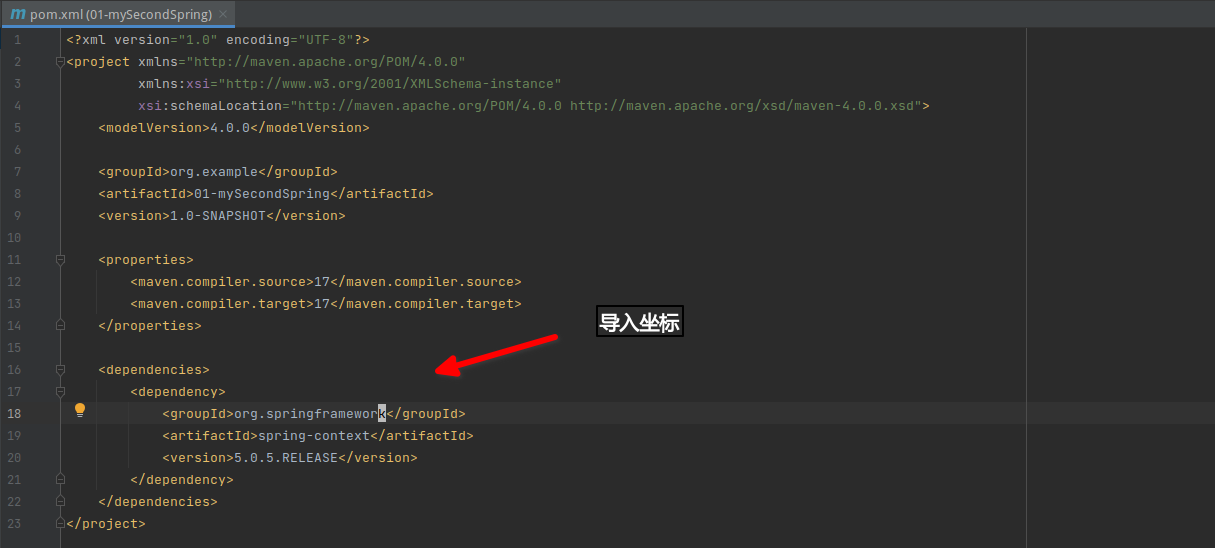 m pom.xml (01-mySecondSpring) ×
1 <?xml version="1.0" encoding="UTF-8"?>
2 <project xmlns="http://maven.apache.org/POM/4.0.0"
3          xmlns:xsi="http://www.w3.org/2001/XMLSchema-instance"
4          xsi:schemaLocation="http://maven.apache.org/POM/4.0.0 http://maven.apache.org/xsd/maven-4.0.0.xsd">
5     <modelVersion>4.0.0</modelVersion>
6
7     <groupId>org.example</groupId>
8     <artifactId>01-mySecondSpring</artifactId>
9     <version>1.0-SNAPSHOT</version>
10
11     <properties>
12         <maven.compiler.source>17</maven.compiler.source>
13         <maven.compiler.target>17</maven.compiler.target>
14     </properties>
导入坐标
15
16     <dependencies>
17         <dependency>
18             <groupId>org.springframework</groupId>
19             <artifactId>spring-context</artifactId>
20             <version>5.0.5.RELEASE</version>
21         </dependency>
22     </dependencies>
23 </project>